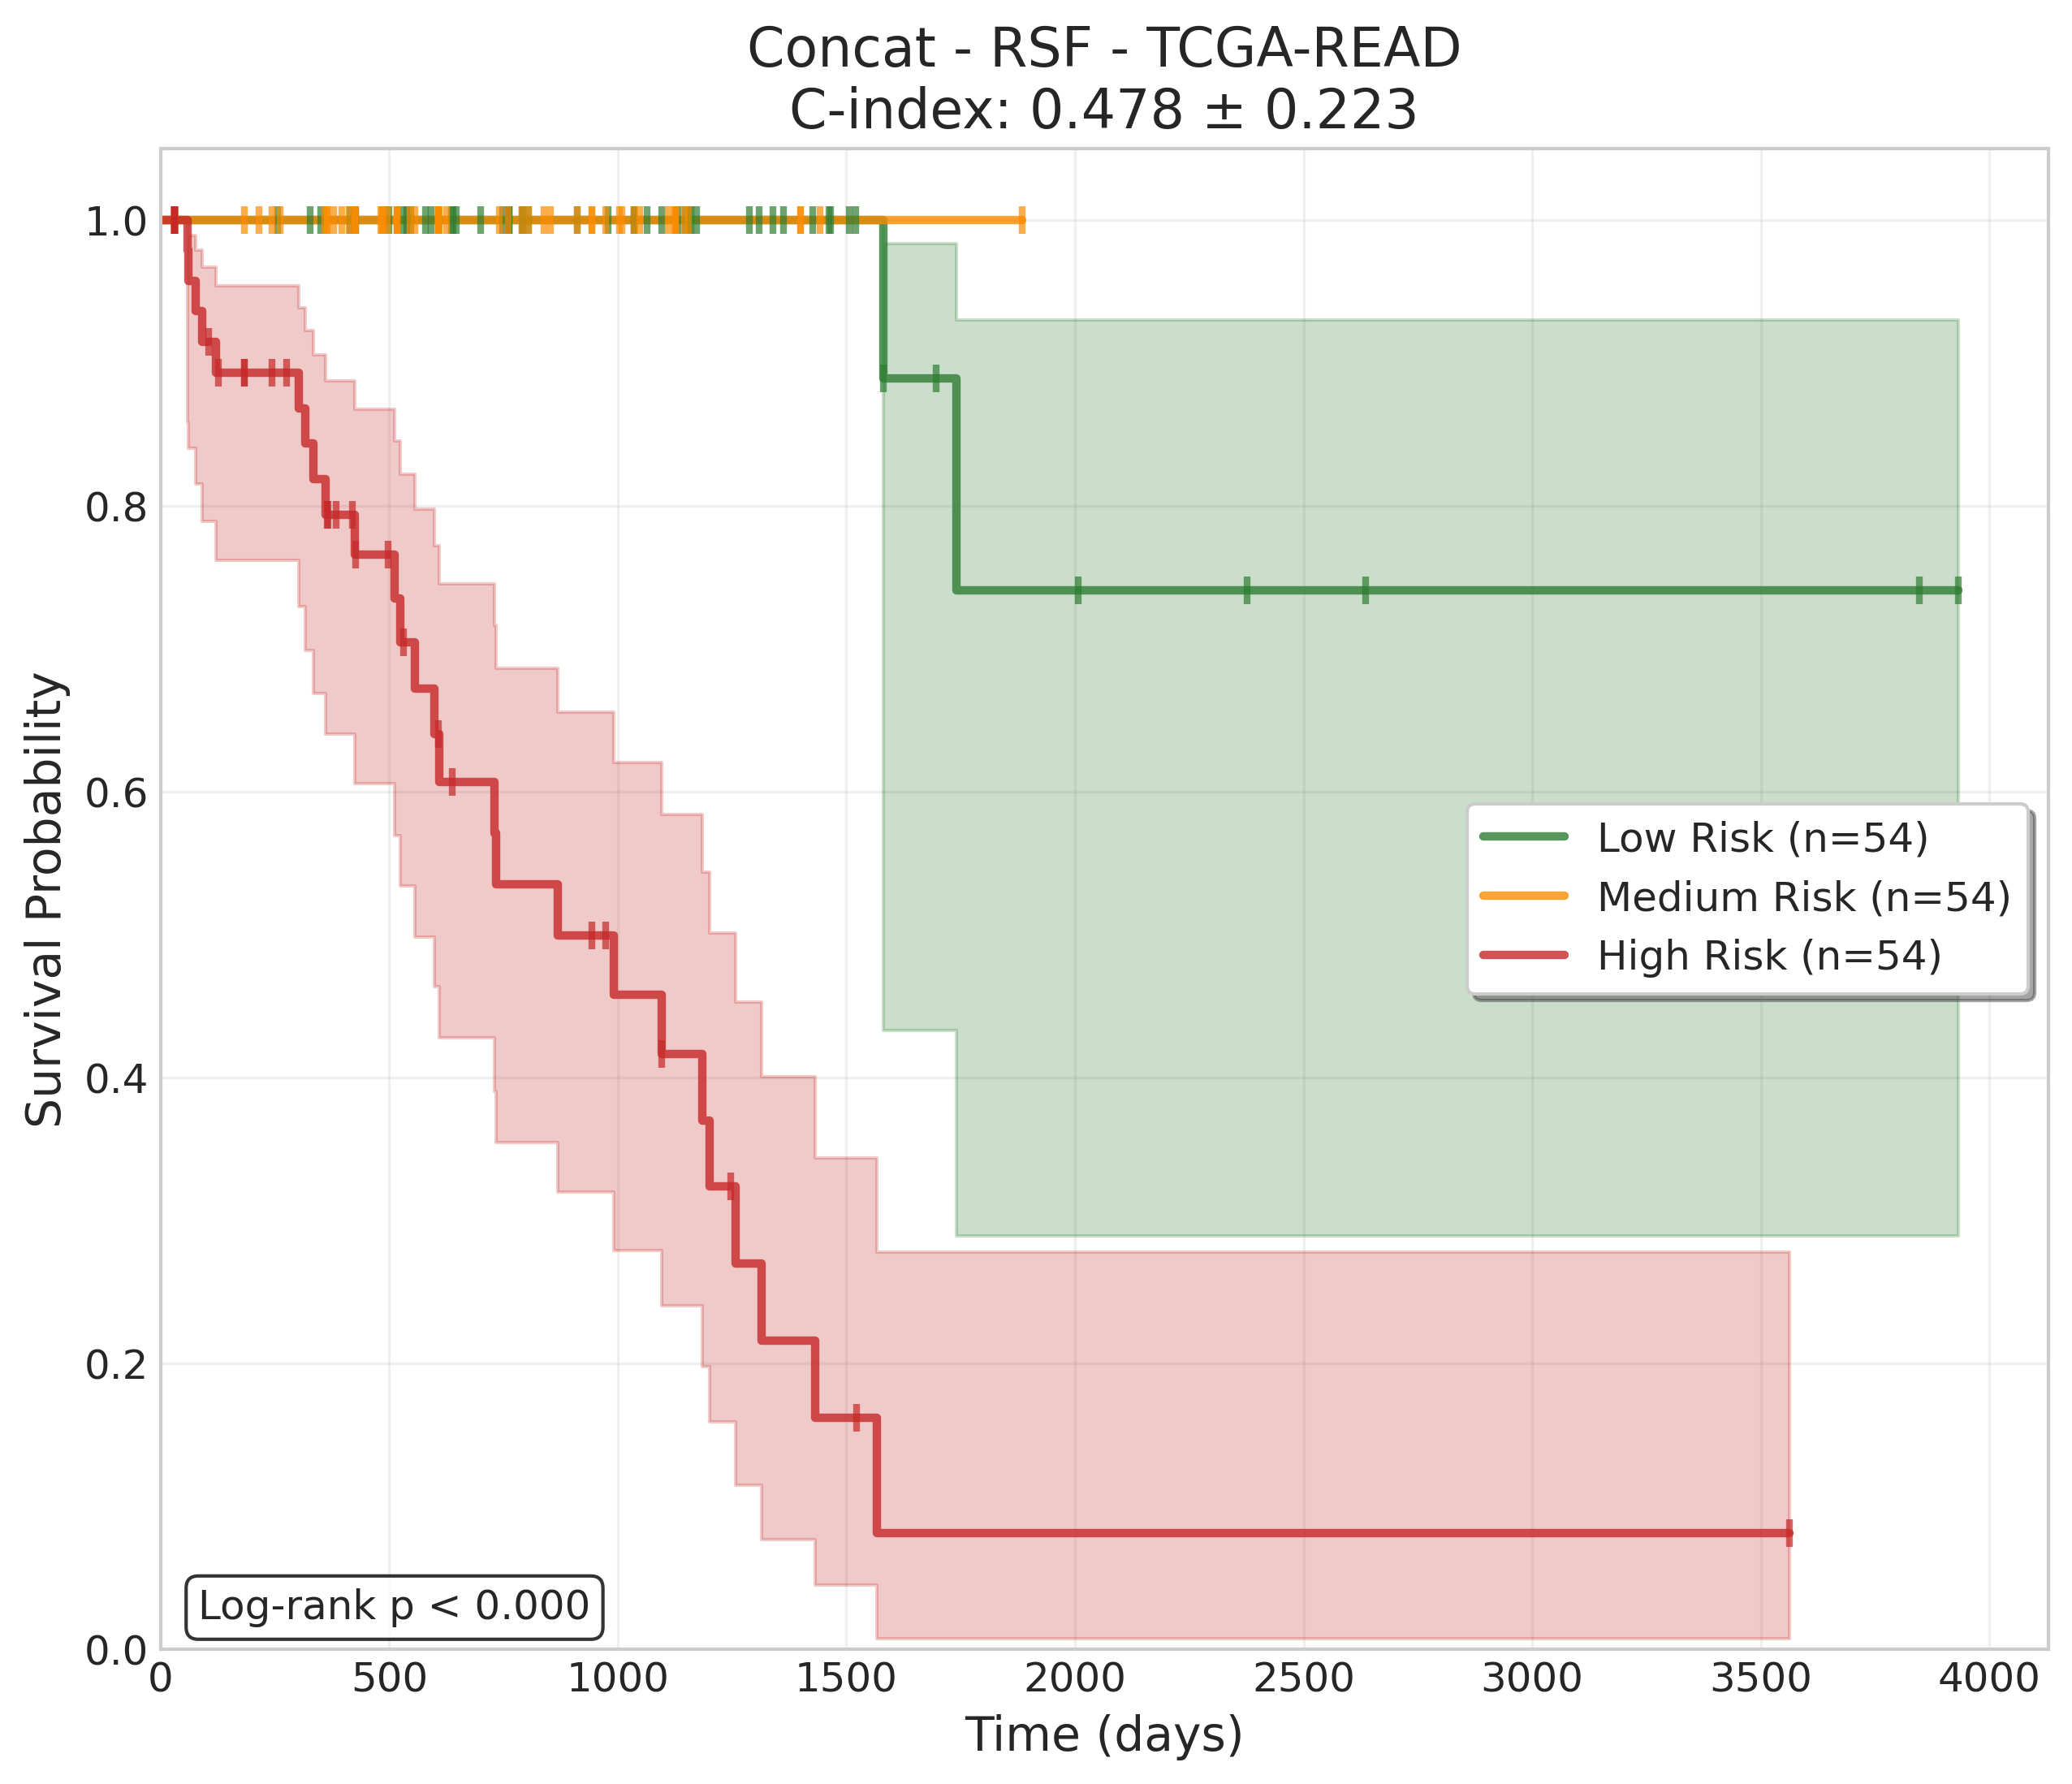 Concat - RSF - TCGA-READ
C-index: 0.478 ± 0.223
Survival Probability
1.0
0.8
0.6
0.4
0.2
0.0
Low Risk (n=54)
Medium Risk (n=54)
High Risk (n=54)
Log-rank p < 0.000
0 500 1000 1500 2000 2500 3000 3500 4000
Time (days)